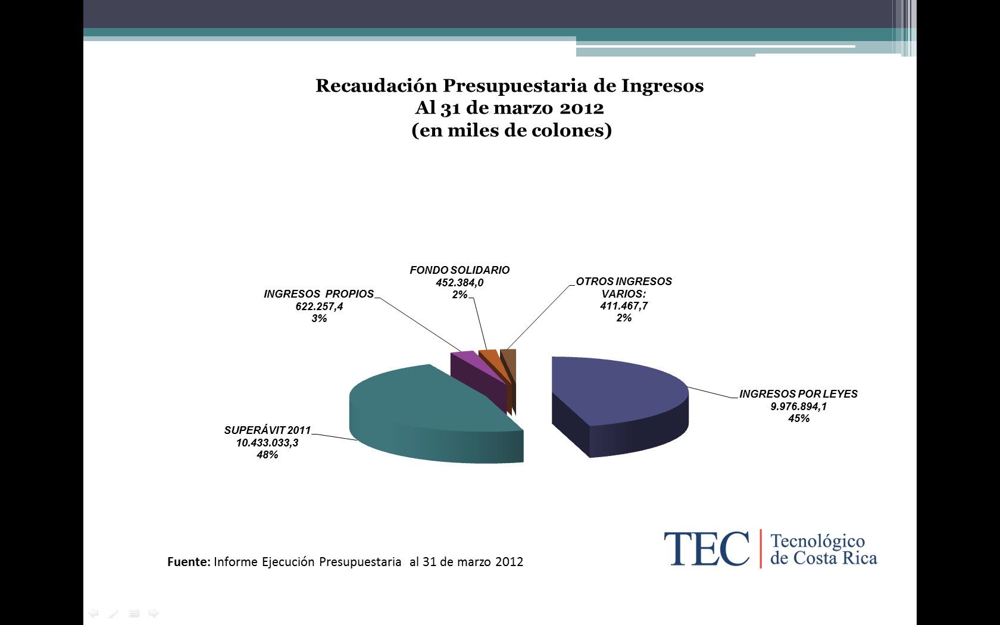 Recaudación Presupuestaria de Ingresos
Al 31 de marzo 2012
(en miles de colones)
FONDO SOLIDARIO
452.384,0
2%
OTROS INGRESOS
VARIOS:
411.467,7
2%
INGRESOS PROPIOS
622.257,4
3%
INGRESOS POR LEYES
9.976.894,1
45%
SUPERÁVIT 2011
10.433.033,3
48%
TEC
Tecnológico
de Costa Rica
Fuente: Informe Ejecución Presupuestaria al 31 de marzo 2012